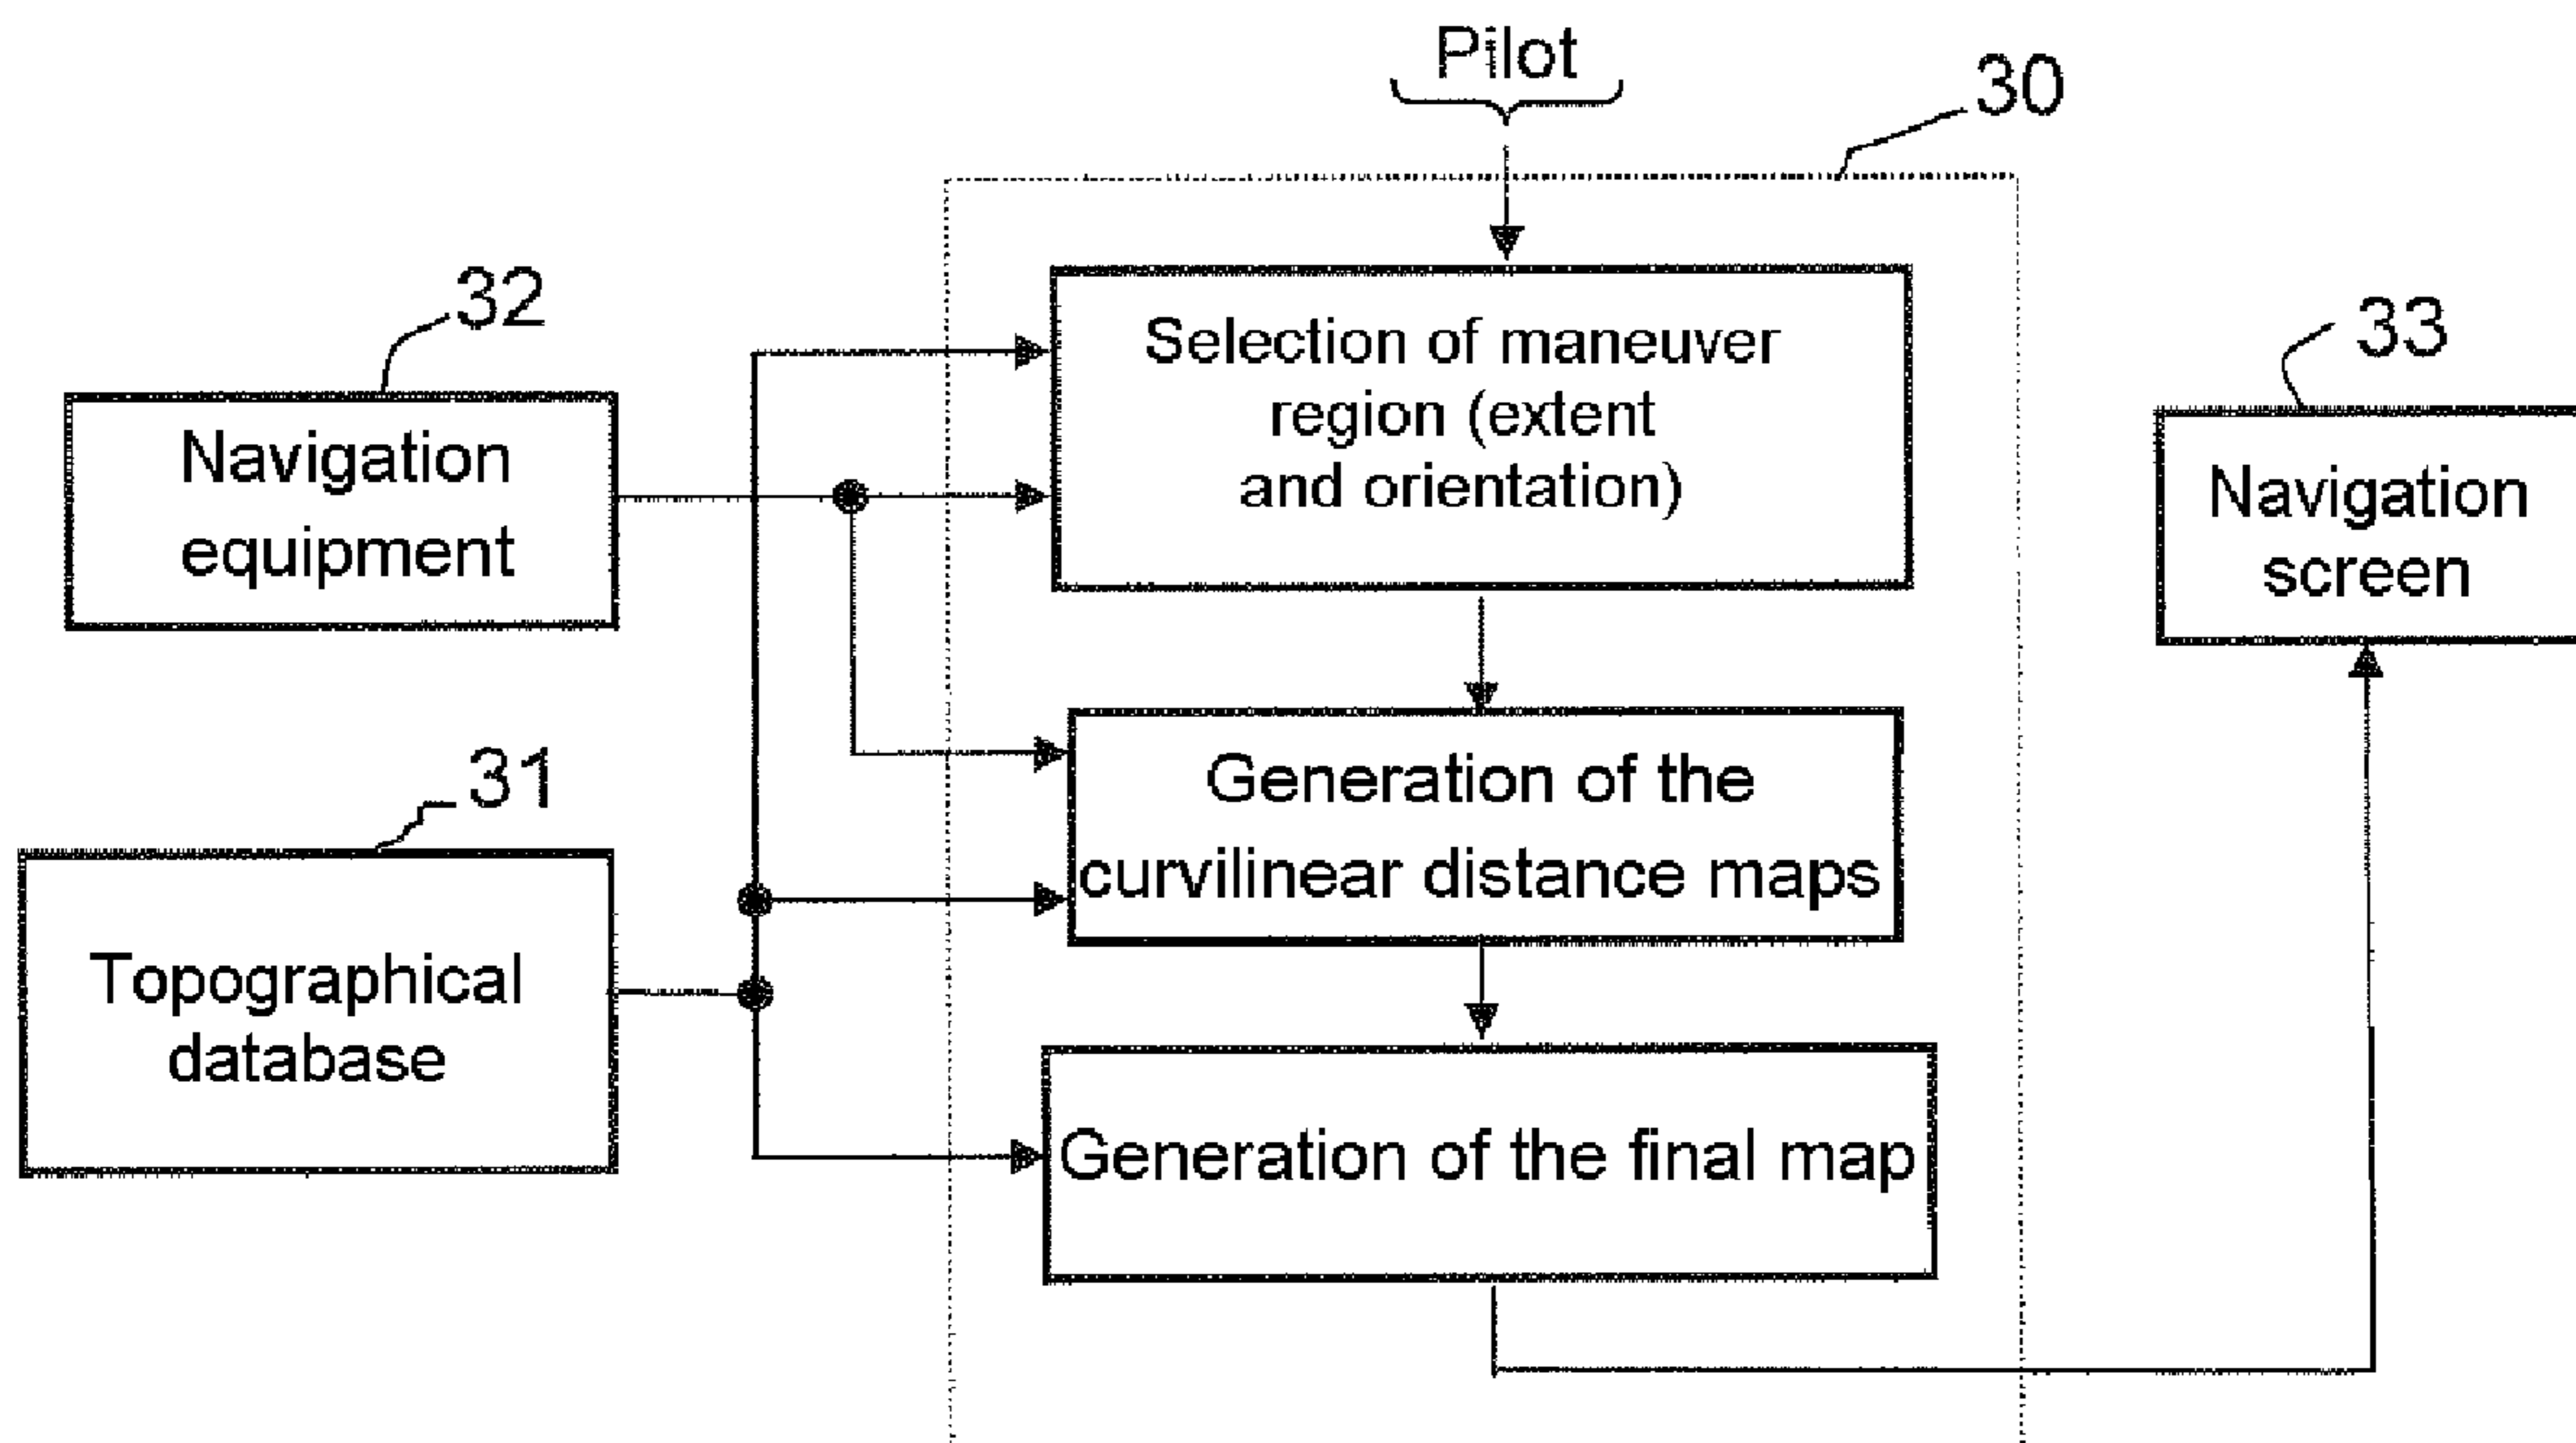 Pilot
30
32
Navigation
equipment
Selection of maneuver
region (extent
and orientation)
33
Navigation
screen
31
Topographical
database
Generation of the
curvilinear distance maps
Generation of the final map